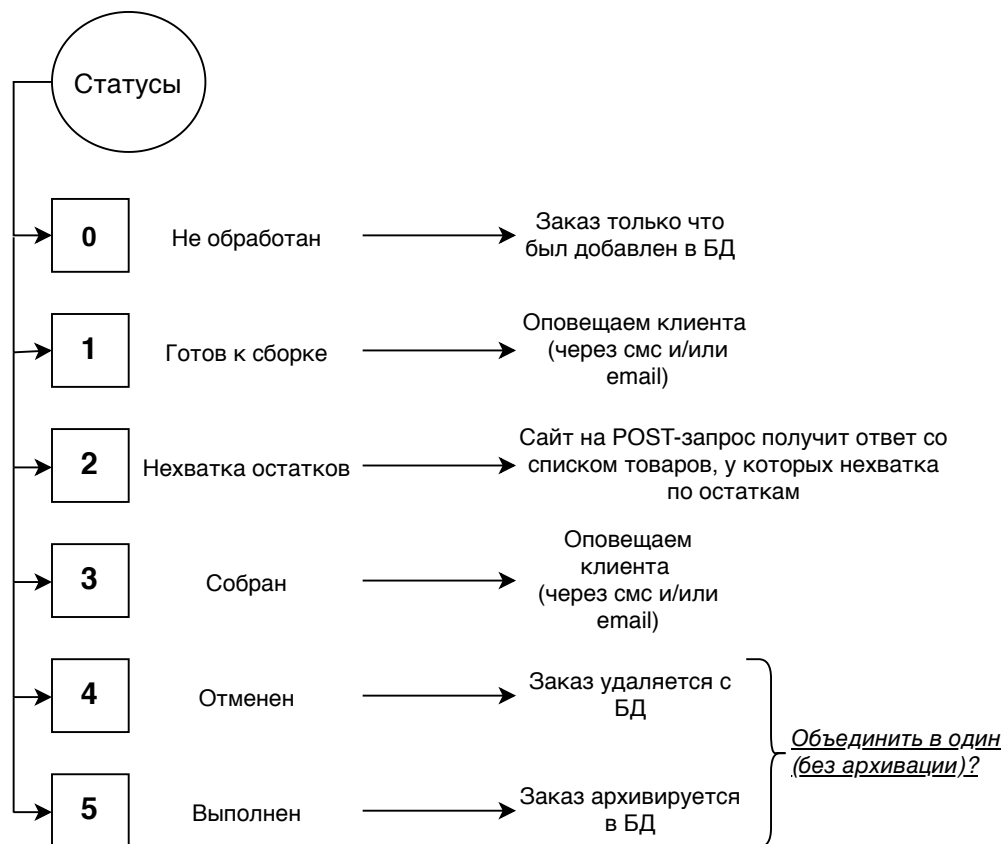 Статусы
0
Не обработан
Заказ только что
был добавлен в БД
1
Готов к сборке
Оповещаем клиента
(через смс и/или
email)
2
Нехватка остатков
Сайт на POST-запрос получит ответ со
списком товаров, у которых нехватка
по остаткам
3
Собран
Оповещаем
клиента
(через смс и/или
email)
4
Отменен
Заказ удаляется с
БД
5
Выполнен
Заказ архивируется
в БД
Объединить в один
(без архивации)?